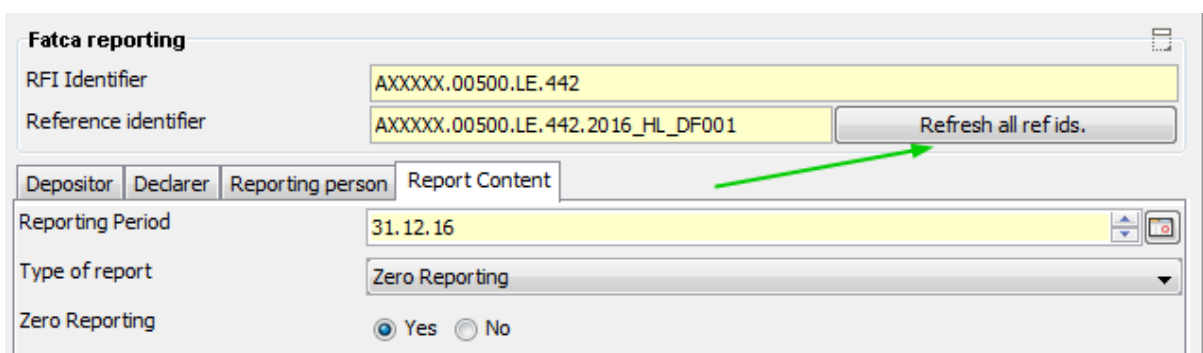 Fatca reporting
RFI Identifier AXXXXX.00500.LE.442
Reference identifier AXXXXX.00500.LE.442.2016_HL_DF001 Refresh all ref ids.
Depositor Declarer Reporting person Report Content
Reporting Period 31.12.16
Type of report Zero Reporting
Zero Reporting Yes No